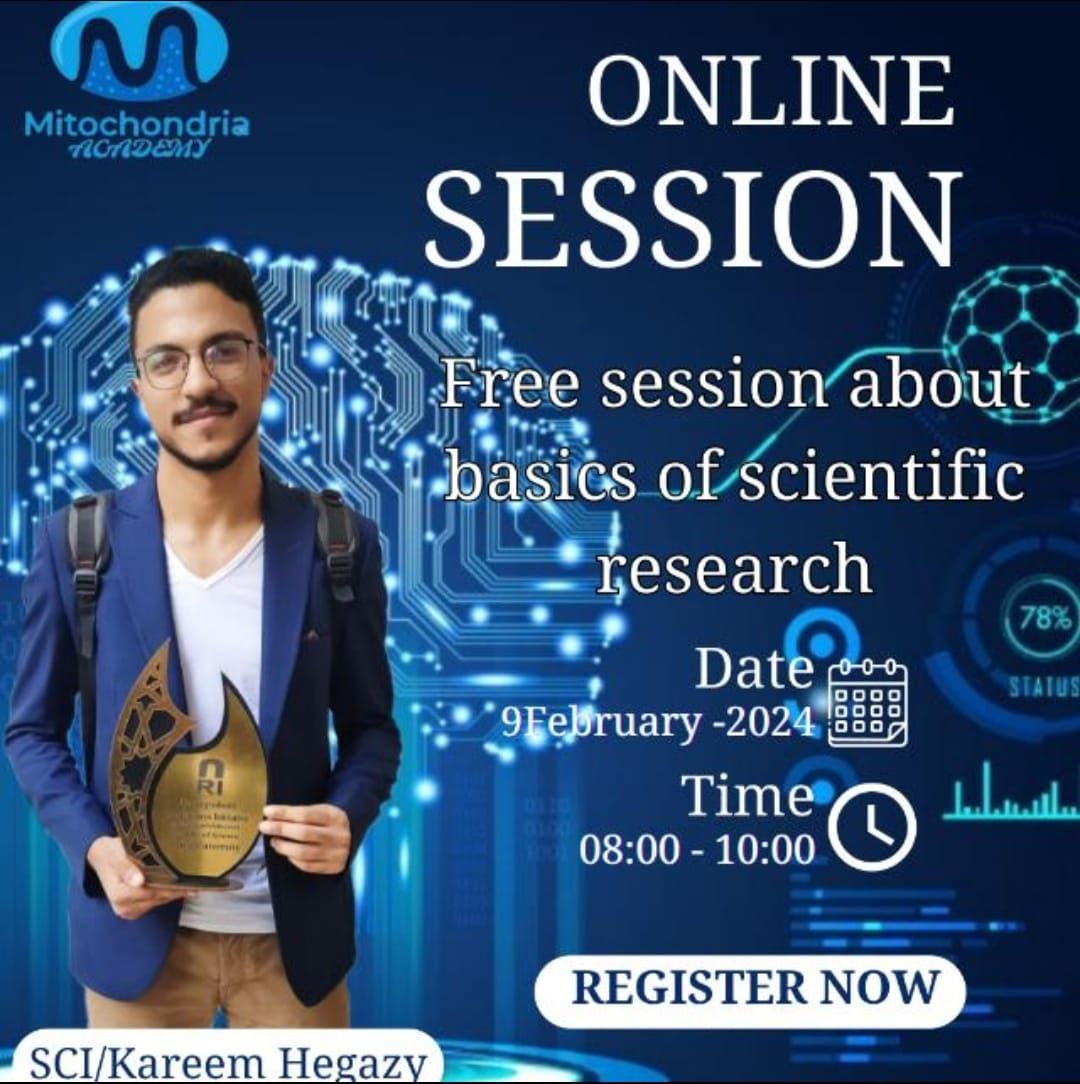 Mitochondria
ACADEMY
ONLINE
SESSION
Free session about
basics of scientific
research
Date
9February -2024
Time
08:00 - 10:00
REGISTER NOW
SCI/Kareem Hegazy
78%
STATUS
RI